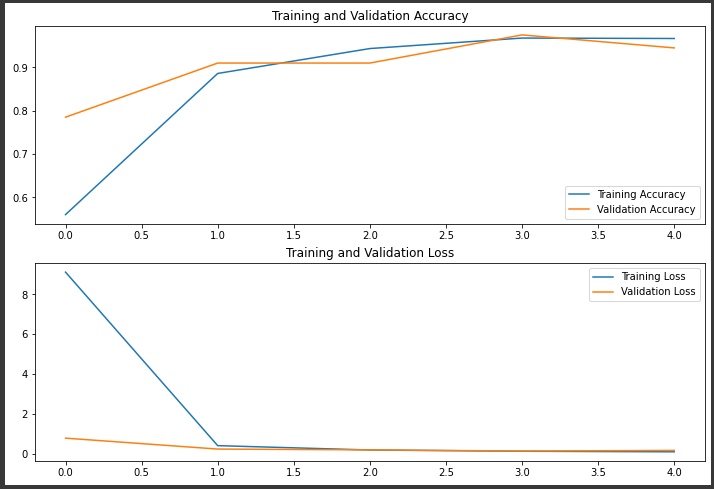 Training and Validation Accuracy
0.9
0.8
0.7
0.6
Training Accuracy
Validation Accuracy
0.0 0.5 1.0 1.5 2.0 2.5 3.0 3.5 4.0
Training and Validation Loss
8
6
4
2
0
Training Loss
Validation Loss
0.0 0.5 1.0 1.5 2.0 2.5 3.0 3.5 4.0